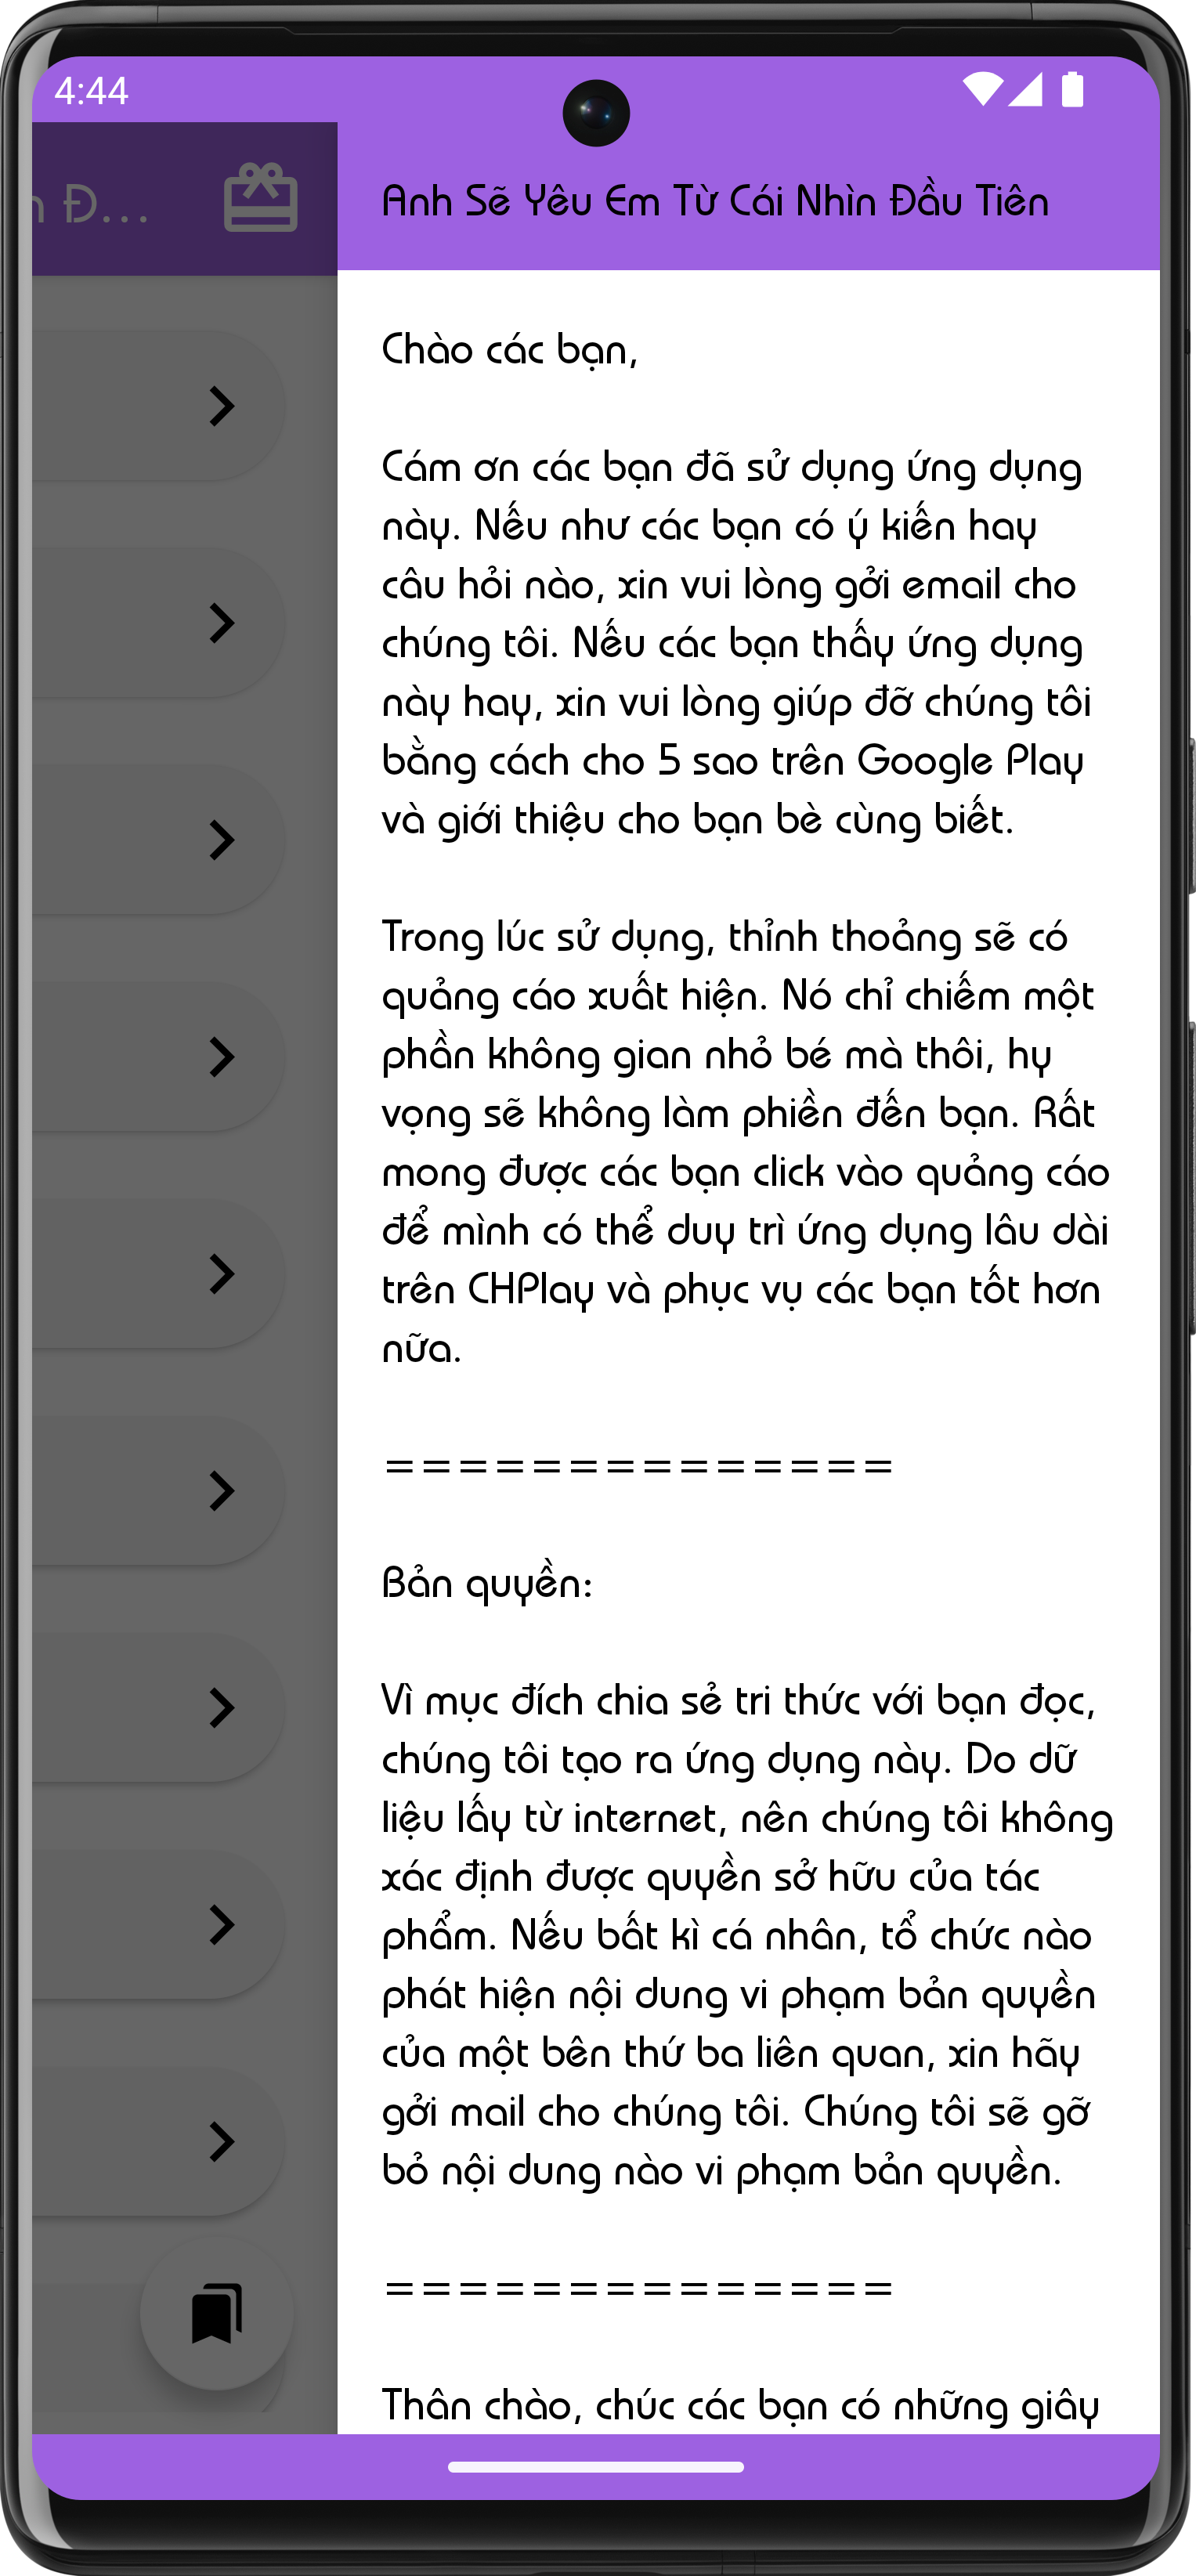 4:44
n Đ...
Anh Sẽ Yêu Em Từ Cái Nhìn Đầu Tiên
Chào các bạn,
Cám ơn các bạn đã sử dụng ứng dụng
này. Nếu như các bạn có ý kiến hay
câu hỏi nào, xin vui lòng gởi email cho
chúng tôi. Nếu các bạn thấy ứng dụng
này hay, xin vui lòng giúp đỡ chúng tôi
bằng cách cho 5 sao trên Google Play
và giới thiệu cho bạn bè cùng biết.
Trong lúc sử dụng, thỉnh thoảng sẽ có
quảng cáo xuất hiện. Nó chỉ chiếm một
phần không gian nhỏ bé mà thôi, hy
vọng sẽ không làm phiền đến bạn. Rất
mong được các bạn click vào quảng cáo
để mình có thể duy trì ứng dụng lâu dài
trên CHPlay và phục vụ các bạn tốt hơn
nữa.
==============
Bản quyền:
Vì mục đích chia sẻ tri thức với bạn đọc,
chúng tôi tạo ra ứng dụng này. Do dữ
liệu lấy từ internet, nên chúng tôi không
xác định được quyền sở hữu của tác
phẩm. Nếu bất kì cá nhân, tổ chức nào
phát hiện nội dung vi phạm bản quyền
của một bên thứ ba liên quan, xin hãy
gởi mail cho chúng tôi. Chúng tôi sẽ gỡ
bỏ nội dung nào vi phạm bản quyền.
==============
Thân chào, chúc các bạn có những giây